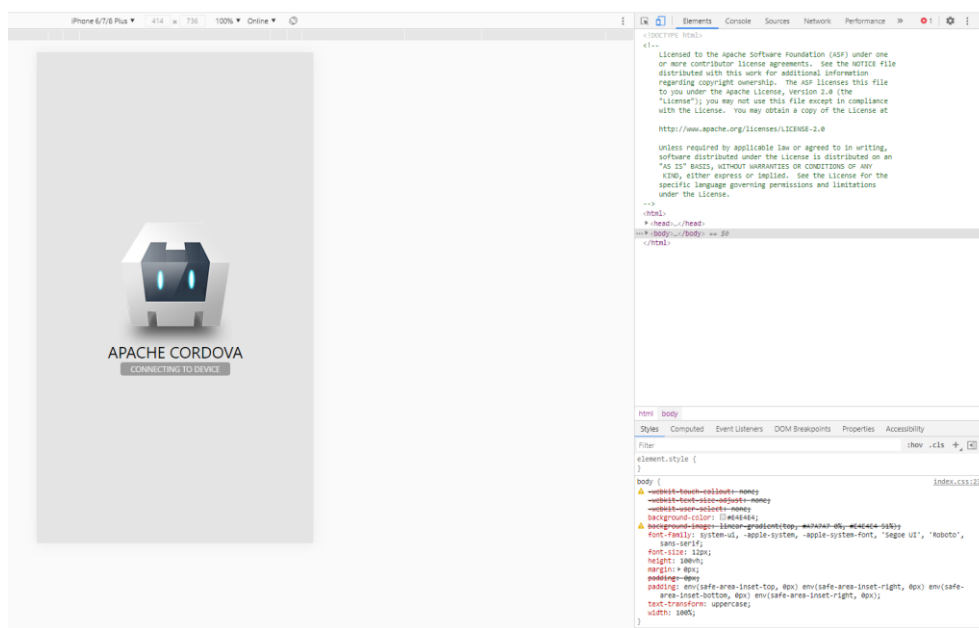 iPhone 6/7/8 Plus ▼ 414 x 736 100% ▼ Online ▼
Elements Console Sources Network Performance » 1
<!DOCTYPE html>
<!--
Licensed to the Apache Software Foundation (ASF) under one
or more contributor license agreements. See the NOTICE file
distributed with this work for additional information
regarding copyright ownership. The ASF licenses this file
to you under the Apache License, Version 2.0 (the
"License"); you may not use this file except in compliance
with the License. You may obtain a copy of the License at
http://www.apache.org/licenses/LICENSE-2.0
Unless required by applicable law or agreed to in writing,
software distributed under the License is distributed on an
"AS IS" BASIS, WITHOUT WARRANTIES OR CONDITIONS OF ANY
KIND, either express or implied. See the License for the
specific language governing permissions and limitations
under the License.
-->
<html>
<head>…</head>
<body>…</body> == $0
</html>
APACHE CORDOVA
CONNECTING TO DEVICE
html body
Styles Computed Event Listeners DOM Breakpoints Properties Accessibility
Filter :hov .cls +
element.style {
}
body { index.css:2
-webkit-touch-callout: none;
-webkit-text-size-adjust: none;
-webkit-user-select: none;
background-color: #E4E4E4;
background-image: linear-gradient(top, #A7A7A7 0%, #E4E4E4 51%);
font-family: system-ui, -apple-system, -apple-system-font, 'Segoe UI', 'Roboto',
sans-serif;
font-size: 12px;
height: 100vh;
margin: 0px;
padding: 0px;
padding: env(safe-area-inset-top, 0px) env(safe-area-inset-right, 0px) env(safe-
area-inset-bottom, 0px) env(safe-area-inset-right, 0px);
text-transform: uppercase;
width: 100%;
}